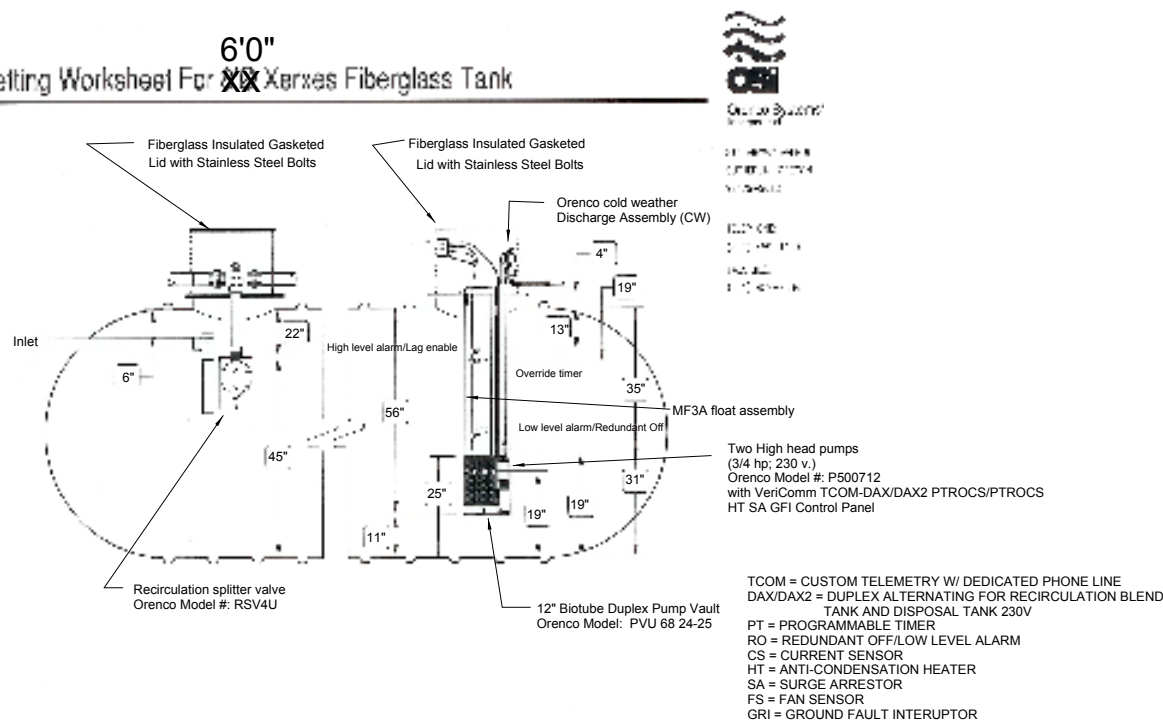 6'0"
etting Worksheet For XX Xerxes Fiberglass Tank
Orenco Systems
Fiberglass Insulated Gasketed
Lid with Stainless Steel Bolts
Fiberglass Insulated Gasketed
Lid with Stainless Steel Bolts
Orenco cold weather
Discharge Assembly (CW)
4"
19"
Inlet
22"
High level alarm/Lag enable
13"
6"
Override timer
35"
56"
MF3A float assembly
Low level alarm/Redundant Off
45"
Two High head pumps
(3/4 hp; 230 v.)
Orenco Model #: P500712
with VeriComm TCOM-DAX/DAX2 PTROCS/PTROCS
HT SA GFI Control Panel
25"
31"
19"
19"
11"
Recirculation splitter valve
Orenco Model #: RSV4U
12" Biotube Duplex Pump Vault
Orenco Model: PVU 68 24-25
TCOM = CUSTOM TELEMETRY W/ DEDICATED PHONE LINE
DAX/DAX2 = DUPLEX ALTERNATING FOR RECIRCULATION BLEND
TANK AND DISPOSAL TANK 230V
PT = PROGRAMMABLE TIMER
RO = REDUNDANT OFF/LOW LEVEL ALARM
CS = CURRENT SENSOR
HT = ANTI-CONDENSATION HEATER
SA = SURGE ARRESTOR
FS = FAN SENSOR
GRI = GROUND FAULT INTERUPTOR